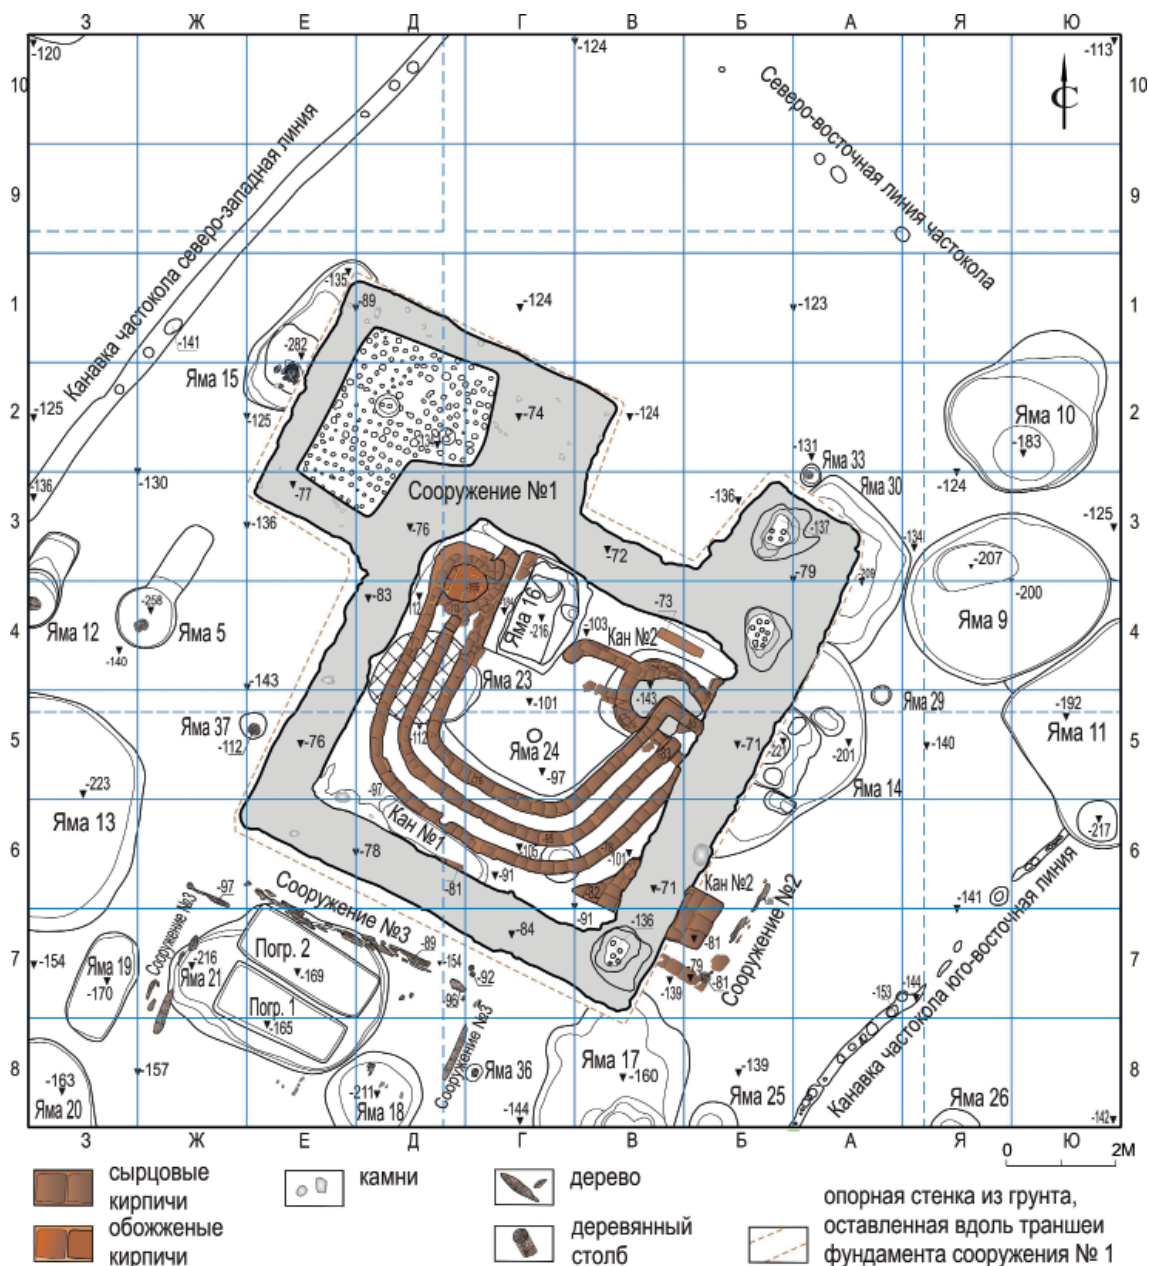 З Ж Е Д Г В Б А Я Ю
-120
-124
-113
10
10
С
Канавка частокола северо-западная линия
Северо-восточная линия частокола
9
9
-135
-89
-124
-123
1
1
-141
-282
Яма 15
-125
-125
-74
-124
2
2
Яма 10
-183
-134
-131
Яма 33
-136
-130
-77
Сооружение №1
-136
Яма 30
-124
3
3
-136
-76
-72
-137
-134
-125
-79
-207
-209
-200
-258
-83
-112
Яма 16
-216
-73
-103
Кан №2
Яма 9
4
4
Яма 12
Яма 5
-140
-143
Яма 23
-101
-143
Яма 29
-192
Яма 11
Яма 37
-112
-76
-112
Яма 24
-97
-71
-221
-201
-140
5
5
-223
Яма 13
-97
Кан №1
Яма 14
-217
6
6
-78
-105
-101
-81
-91
-82
-71
Кан №2
-97
Сооружение №3
-91
-141
Сооружение №3
Сооружение №2
-84
-136
-81
-89
-154
7
7
-154
Яма 19
-170
-216
Яма 21
Погр. 2
-169
-92
-96
-79
-81
-139
Погр. 1
-165
-153
-144
Канавка частокола юго-восточная линия
8
8
-163
Яма 20
-157
-211
Яма 18
Сооружение №3
Яма 36
-144
Яма 17
-160
-139
Яма 25
Яма 26
-142
З Ж Е Д Г В Б А Я Ю
0 2М
сырцовые
кирпичи
обожженые
кирпичи
камни
дерево
деревянный
столб
опорная стенка из грунта,
оставленная вдоль траншеи
фундамента сооружения № 1